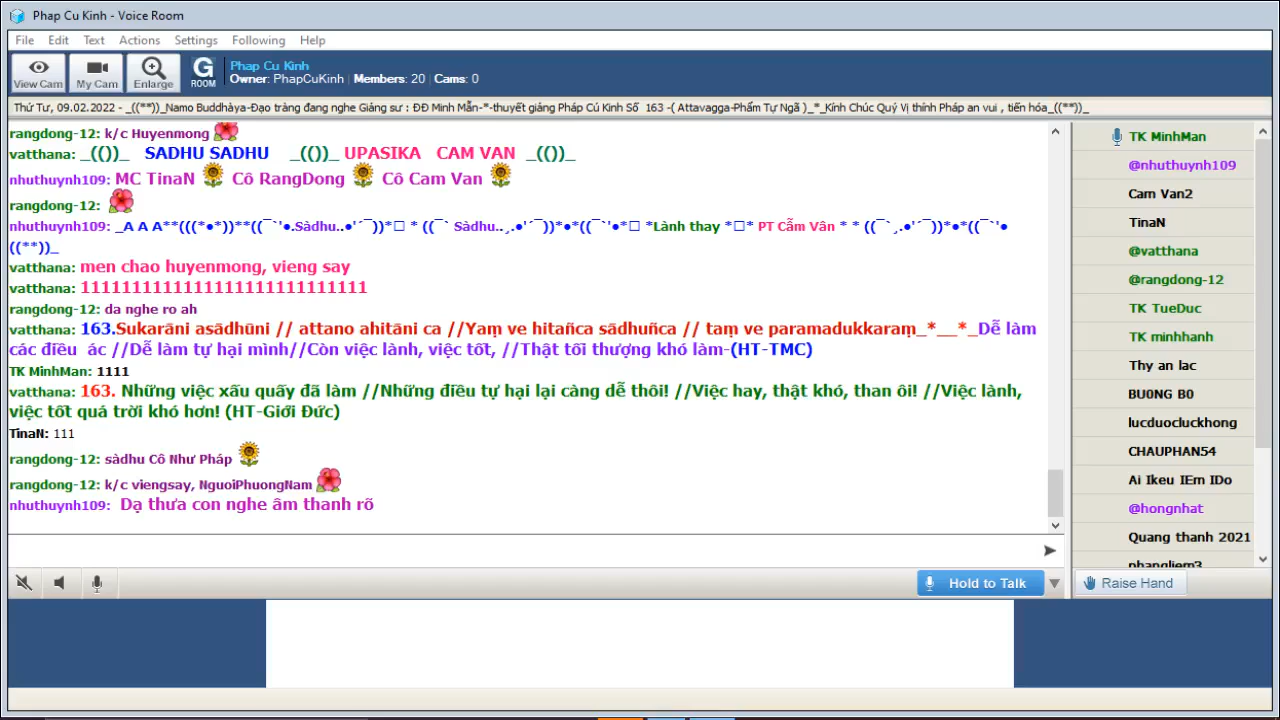 Phap Cu Kinh - Voice Room
File Edit Text Actions Settings Following Help
View Cam My Cam Enlarge G ROOM
Phap Cu Kinh
Owner: PhapCuKinh | Members: 20 | Cams: 0
Thứ Tư, 09.02.2022 - _((**))_Namo Buddhàya-Đạo tràng đang nghe Giảng sư : ĐĐ Minh Mẫn-*-thuyết giảng Pháp Cú Kinh Số 163 -( Attavagga-Phẩm Tự Ngã )_*_Kính Chúc Quý Vị thính Pháp an vui , tiến hóa_((**))_
rangdong-12: k/c Huyenmong
vatthana: _(())_ SADHU SADHU _(())_ UPASIKA CAM VAN _(())_
nhuthuynh109: MC TinaN Cô RangDong Cô Cam Van
rangdong-12:
nhuthuynh109: _A A A**(((*•*))**((¯`'•.Sàdhu..•'´¯))*•□ * ((¯` Sàdhu..¸.•'´¯))*•*((¯`'•*□ *Lành thay *□* PT Cẩm Vân * * ((¯`¸.•'´¯))*•*((¯`'•
((**))_
vatthana: men chao huyenmong, vieng say
vatthana: 1111111111111111111111111111
rangdong-12: da nghe ro ah
vatthana: 163.Sukarāni asādhūni // attano ahitāni ca //Yaṃ ve hitañca sādhuñca // taṃ ve paramadukkaraṃ_*__*_Dễ làm
các điều ác //Dễ làm tự hại mình//Còn việc lành, việc tốt, //Thật tối thượng khó làm-(HT-TMC)
TK MinhMan: 1111
vatthana: 163. Những việc xấu quấy đã làm //Những điều tự hại lại càng dễ thôi! //Việc hay, thật khó, than ôi! //Việc lành,
việc tốt quá trời khó hơn! (HT-Giới Đức)
TinaN: 111
rangdong-12: sàdhu Cô Như Pháp
rangdong-12: k/c viengsay, NguoiPhuongNam
nhuthuynh109: Dạ thưa con nghe âm thanh rõ
Hold to Talk
TK MinhMan
@nhuthuynh109
Cam Van2
TinaN
@vatthana
@rangdong-12
TK TueDuc
TK minhhanh
Thy an lac
BU0NG B0
lucduocluckhong
CHAUPHAN54
Ai Ikeu IEm IDo
@hongnhat
Quang thanh 2021
phangliem3
Raise Hand